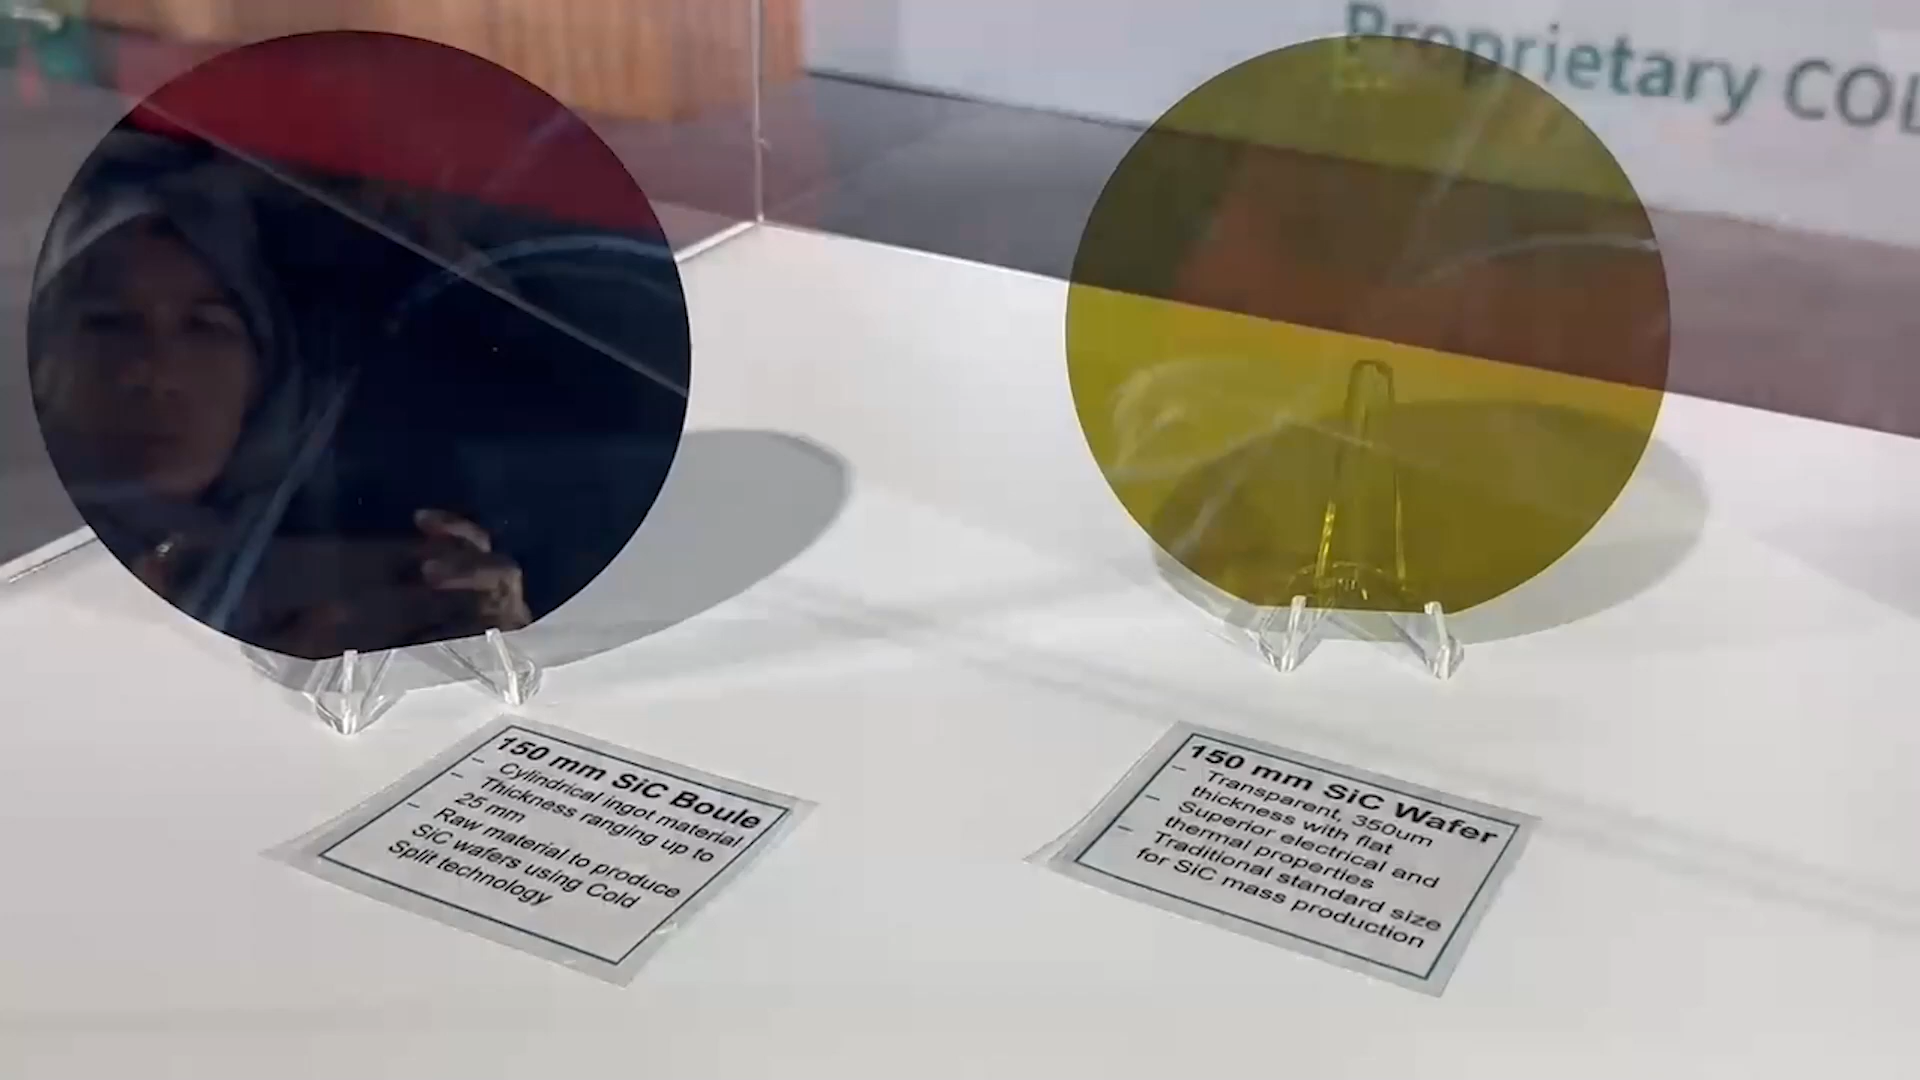 Proprietary COL
150 mm SiC Boule
- Cylindrical ingot material
- Thickness ranging up to
25 mm
- Raw material to produce
SiC wafers using Cold
Split technology
150 mm SiC Wafer
- Transparent, 350um
thickness with flat
- Superior electrical and
thermal properties
- Traditional standard size
for SiC mass production